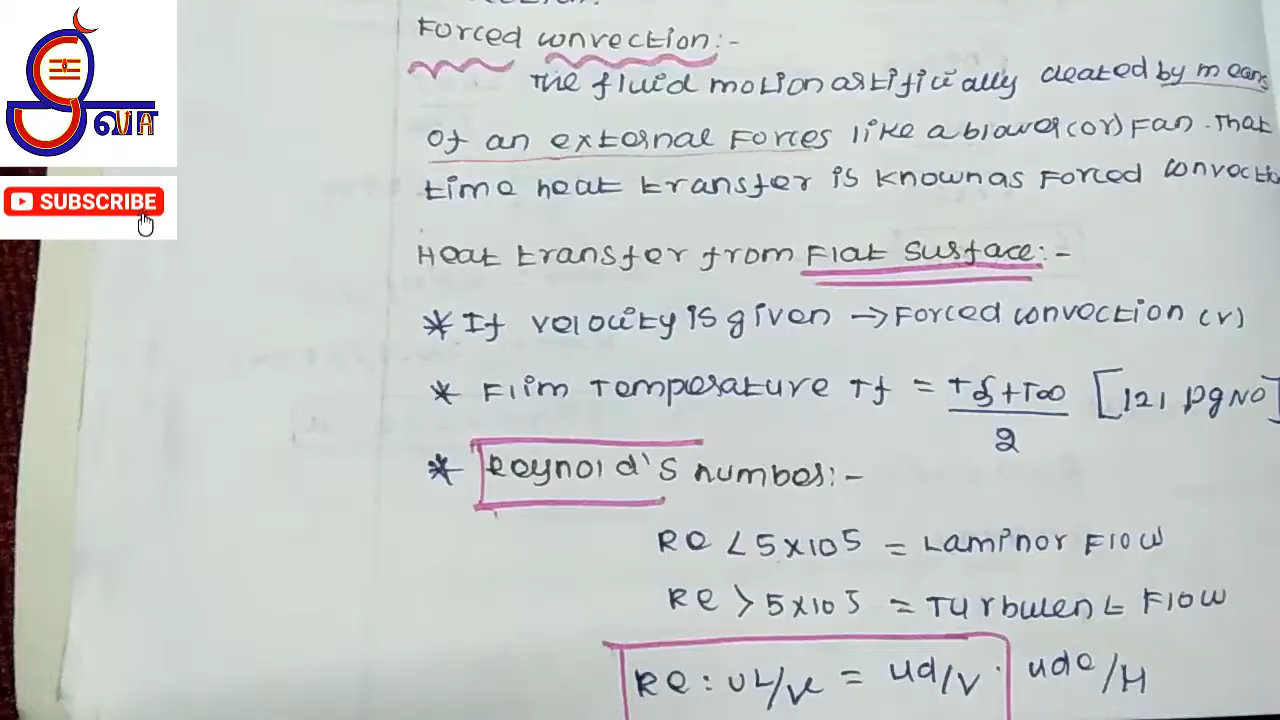 Forced convection:-
The fluid motion artificially created by means
of an external Forces like a blower (or) Fan. That
time heat transfer is known as Forced convectio
Heat transfer from Flat surface:-
* If velocity is given → Forced convection (v)
* Flim Temperature Tf = Ts+T∞/2 [121 pg NO]
* Reynold's number:-
Re < 5x10^5 = Laminor Flow
Re > 5x10^5 = Turbulent Flow
Re: UL/ν = ud/ν. ude/μ
வா
SUBSCRIBE